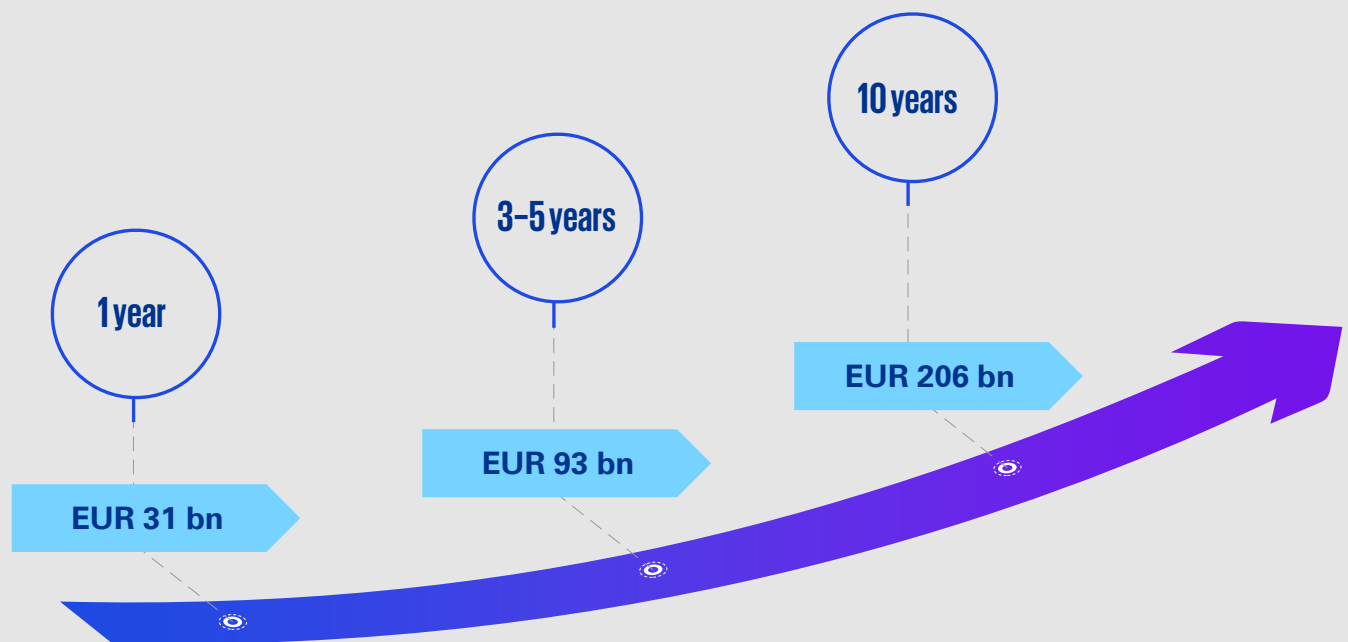 1 year
EUR 31 bn
3–5 years
EUR 93 bn
10 years
EUR 206 bn